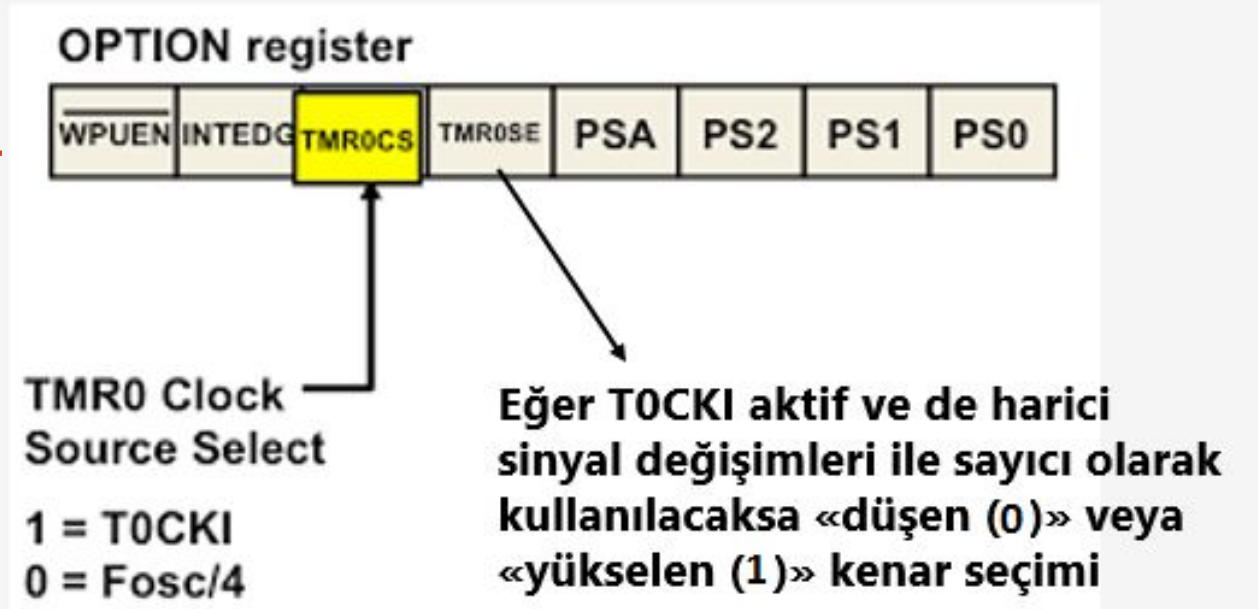 OPTION register
WPUEN INTEDG TMR0CS TMR0SE PSA PS2 PS1 PS0
TMR0 Clock
Source Select
1 = T0CKI
0 = Fosc/4
Eğer T0CKI aktif ve de harici
sinyal değişimleri ile sayıcı olarak
kullanılacaksa «düşen (0)» veya
«yükselen (1)» kenar seçimi